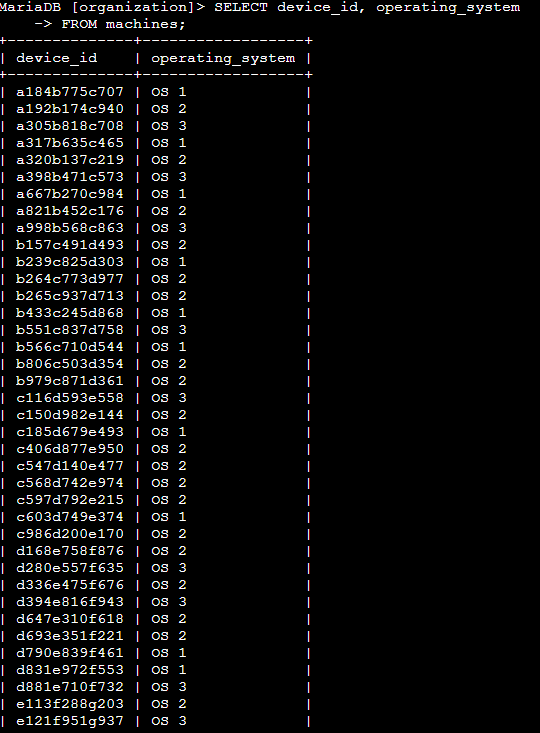 MariaDB [organization]> SELECT device_id, operating_system
    -> FROM machines;
+--------------+------------------+
| device_id    | operating_system |
+--------------+------------------+
| a184b775c707 | OS 1             |
| a192b174c940 | OS 2             |
| a305b818c708 | OS 3             |
| a317b635c465 | OS 1             |
| a320b137c219 | OS 2             |
| a398b471c573 | OS 3             |
| a667b270c984 | OS 1             |
| a821b452c176 | OS 2             |
| a998b568c863 | OS 3             |
| b157c491d493 | OS 2             |
| b239c825d303 | OS 1             |
| b264c773d977 | OS 2             |
| b265c937d713 | OS 2             |
| b433c245d868 | OS 1             |
| b551c837d758 | OS 3             |
| b566c710d544 | OS 1             |
| b806c503d354 | OS 2             |
| b979c871d361 | OS 2             |
| c116d593e558 | OS 3             |
| c150d982e144 | OS 2             |
| c185d679e493 | OS 1             |
| c406d877e950 | OS 2             |
| c547d140e477 | OS 2             |
| c568d742e974 | OS 2             |
| c597d792e215 | OS 2             |
| c603d749e374 | OS 1             |
| c986d200e170 | OS 2             |
| d168e758f876 | OS 2             |
| d280e557f635 | OS 3             |
| d336e475f676 | OS 2             |
| d394e816f943 | OS 3             |
| d647e310f618 | OS 2             |
| d693e351f221 | OS 2             |
| d790e839f461 | OS 1             |
| d831e972f553 | OS 1             |
| d881e710f732 | OS 3             |
| e113f288g203 | OS 2             |
| e121f951g937 | OS 3             |